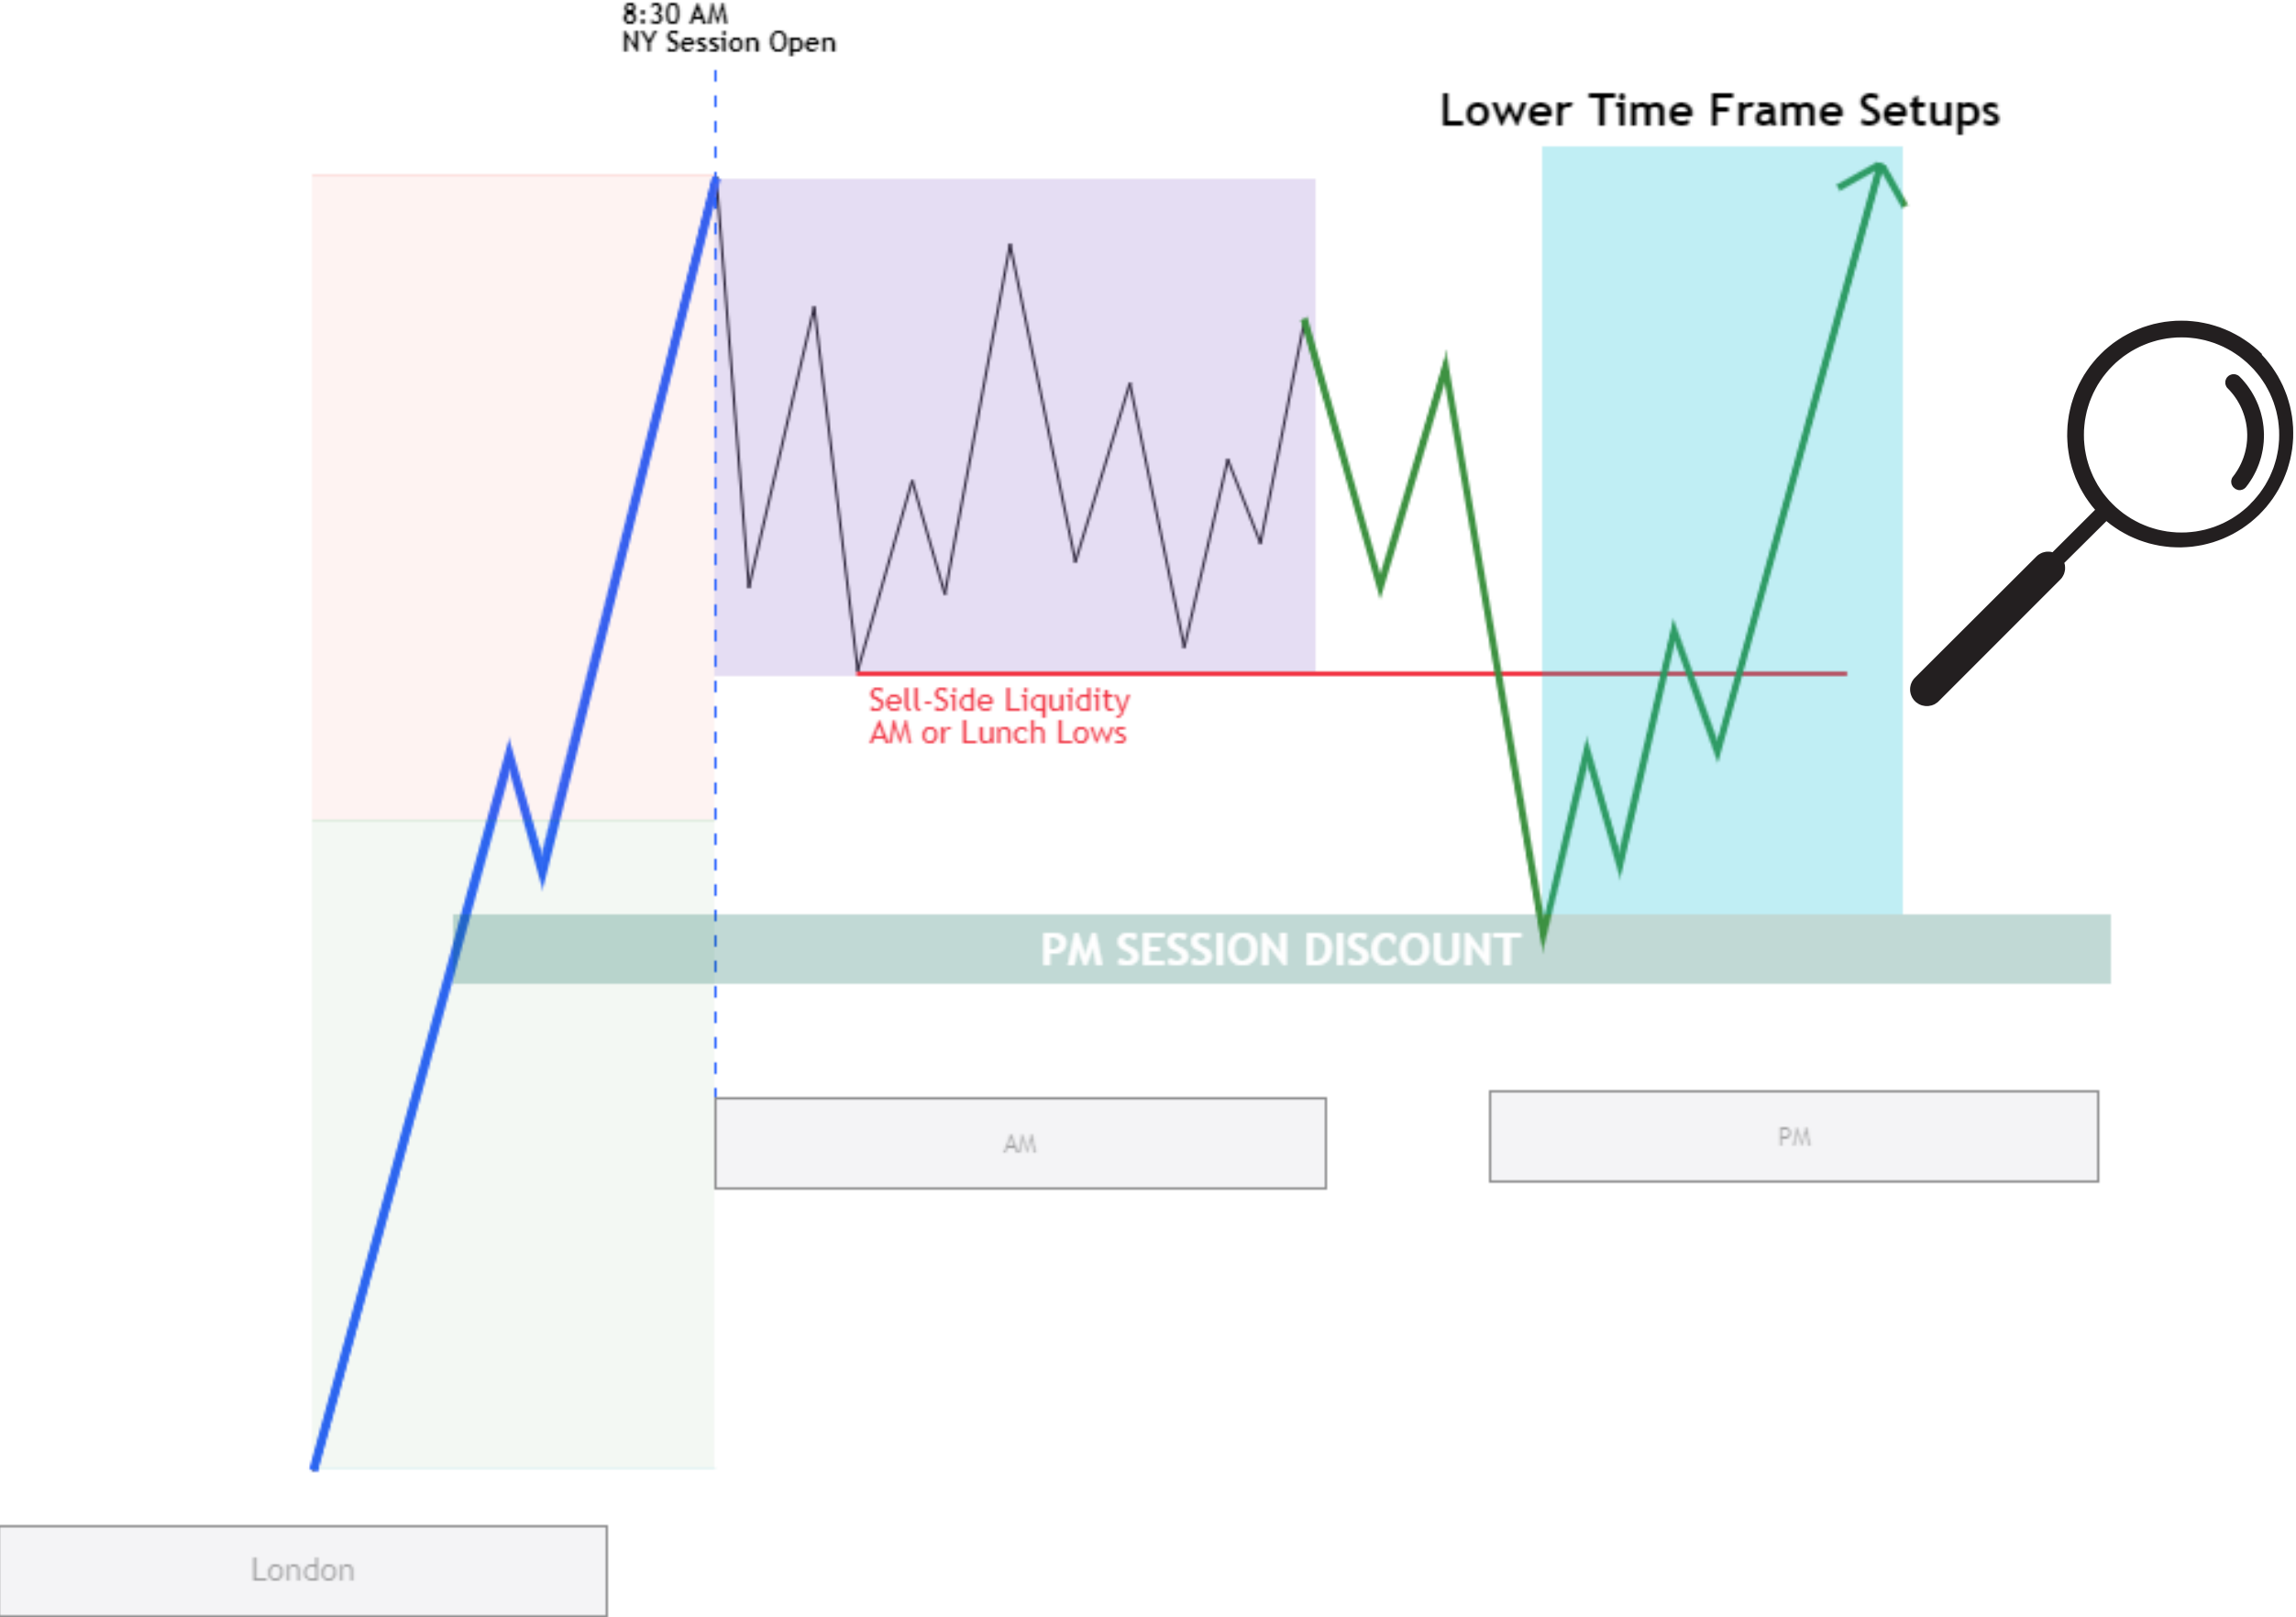 8:30 AM
NY Session Open
Lower Time Frame Setups
Sell-Side Liquidity
AM or Lunch Lows
PM SESSION DISCOUNT
AM
PM
London